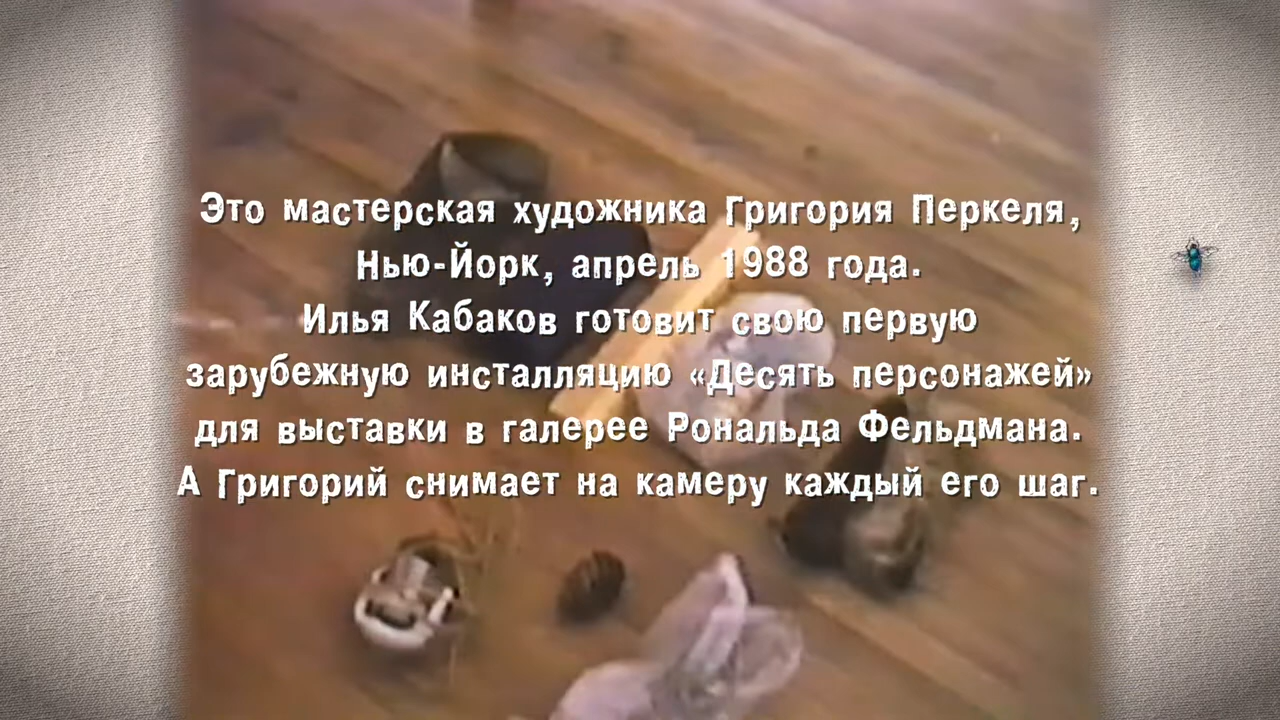 Это мастерская художника Григория Перкеля,
Нью-Йорк, апрель 1988 года.
Илья Кабаков готовит свою первую
зарубежную инсталляцию «Десять персонажей»
для выставки в галерее Рональда Фельдмана.
А Григорий снимает на камеру каждый его шаг.